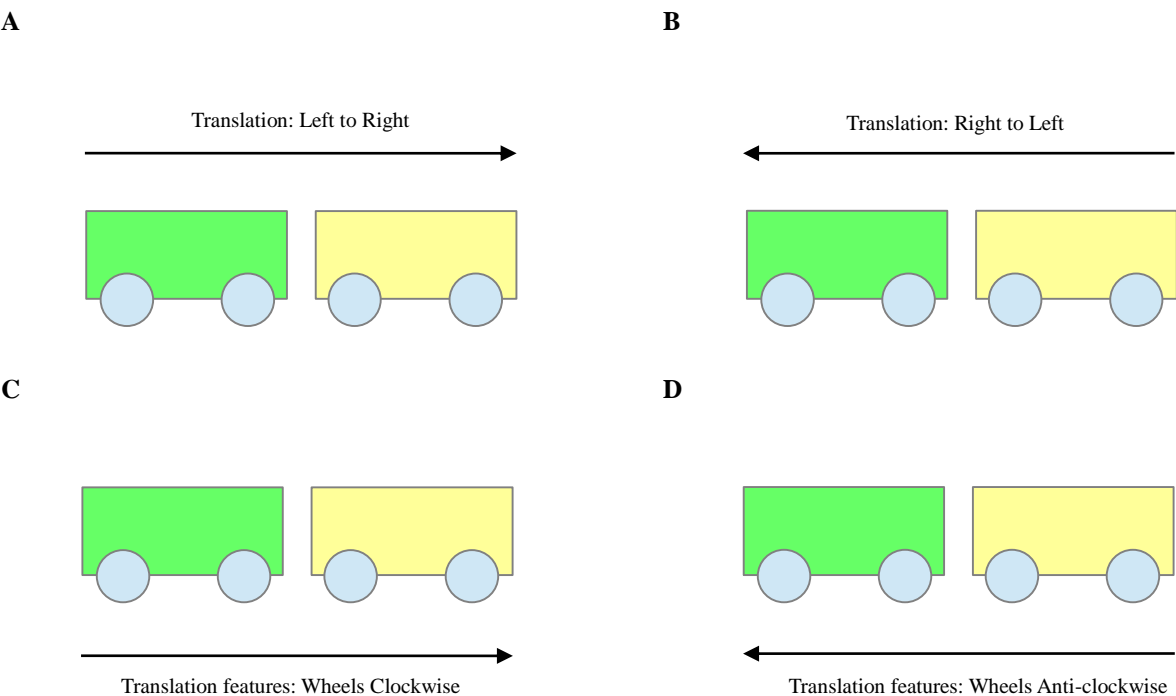 A
B
Translation: Left to Right
Translation: Right to Left
C
D
Translation features: Wheels Clockwise
Translation features: Wheels Anti-clockwise